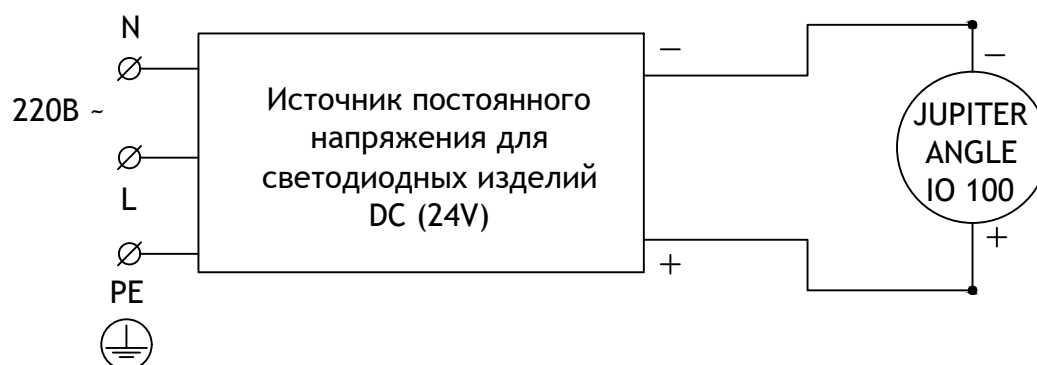 N
220В ~
L
PE
Источник постоянного
напряжения для
светодиодных изделий
DC (24V)
−
+
−
JUPITER
ANGLE
IO 100
+